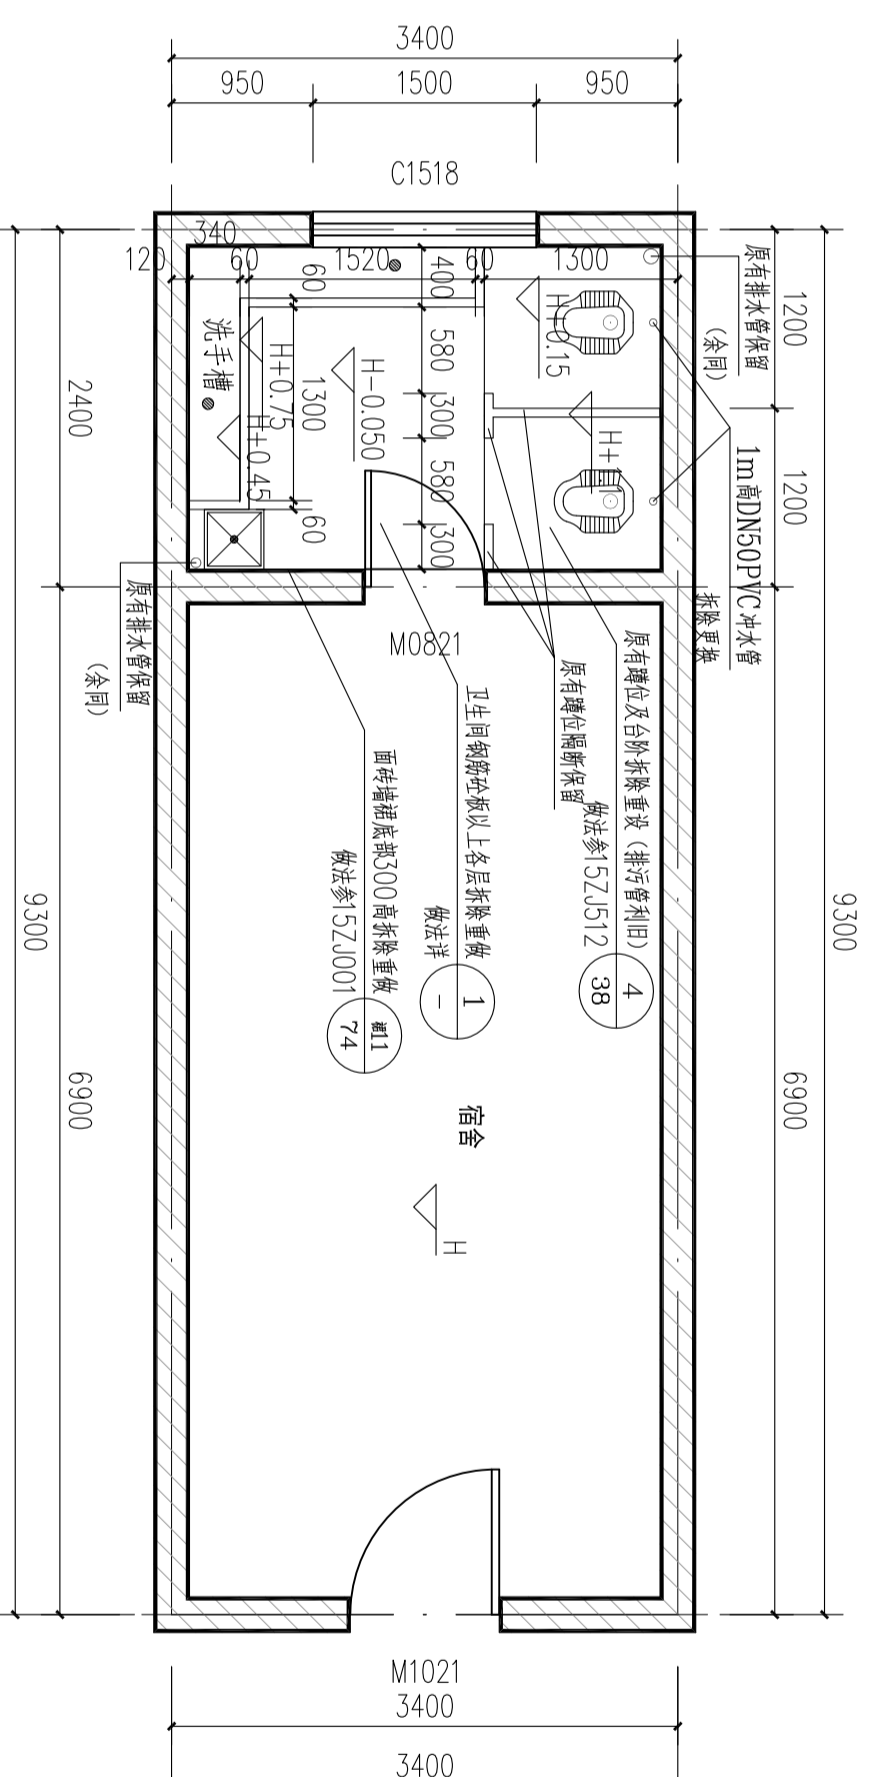 3400
950
1500
950
C1518
340
120
60
1520
60
1300
60
400
580
300
580
300
1300
60
洗手槽
H+0.75
H+0.45
H-0.050
H+0.15
原有排水管保留
(余同)
1200
1200
2400
1m高DN50PVC冲水管
拆除更换
原有排水管保留
(余同)
M0821
原有蹲位及台阶拆除重设(排污管利旧)
做法参15ZJ512
4
38
原有蹲位隔断保留
卫生间钢筋砼板以上各层拆除重做
做法详
1
-
面砖墙裙底部300高拆除重做
做法参15ZJ001
裙11
74
9300
9300
6900
6900
宿舍
H
M1021
3400
3400